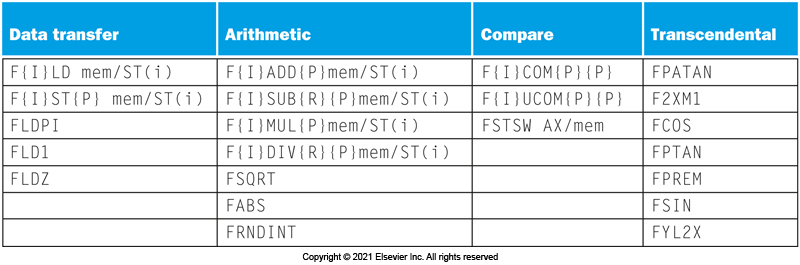 Data transfer Arithmetic Compare Transcendental
F{I}LD mem/ST(i) F{I}ADD{P}mem/ST(i) F{I}COM{P}{P} FPATAN
F{I}ST{P} mem/ST(i) F{I}SUB{R}{P}mem/ST(i) F{I}UCOM{P}{P} F2XM1
FLDPI F{I}MUL{P}mem/ST(i) FSTSW AX/mem FCOS
FLD1 F{I}DIV{R}{P}mem/ST(i) FPTAN
FLDZ FSQRT FPREM
FABS FSIN
FRNDINT FYL2X
Copyright © 2021 Elsevier Inc. All rights reserved